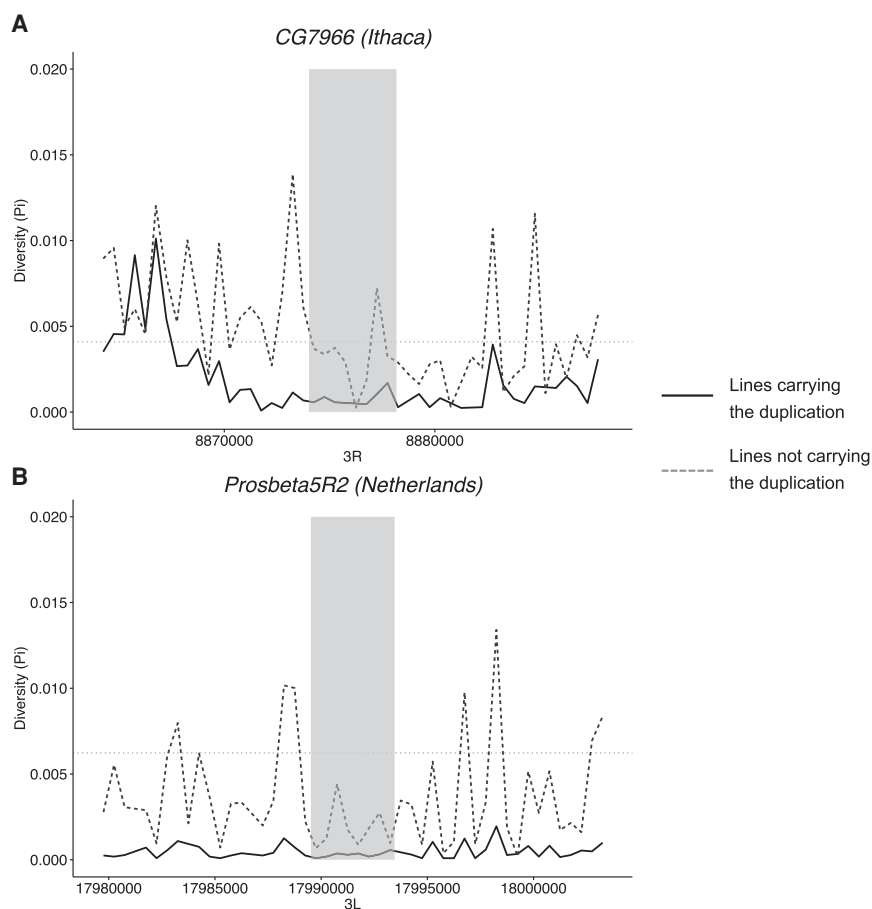 A
CG7966 (Ithaca)
0.020
0.015
0.010
0.005
0.000
Diversity (Pi)
8870000 8880000
3R
Lines carrying
the duplication
Lines not carrying
the duplication
B
Prosbeta5R2 (Netherlands)
0.020
0.015
0.010
0.005
0.000
Diversity (Pi)
17980000 17985000 17990000 17995000 18000000
3L